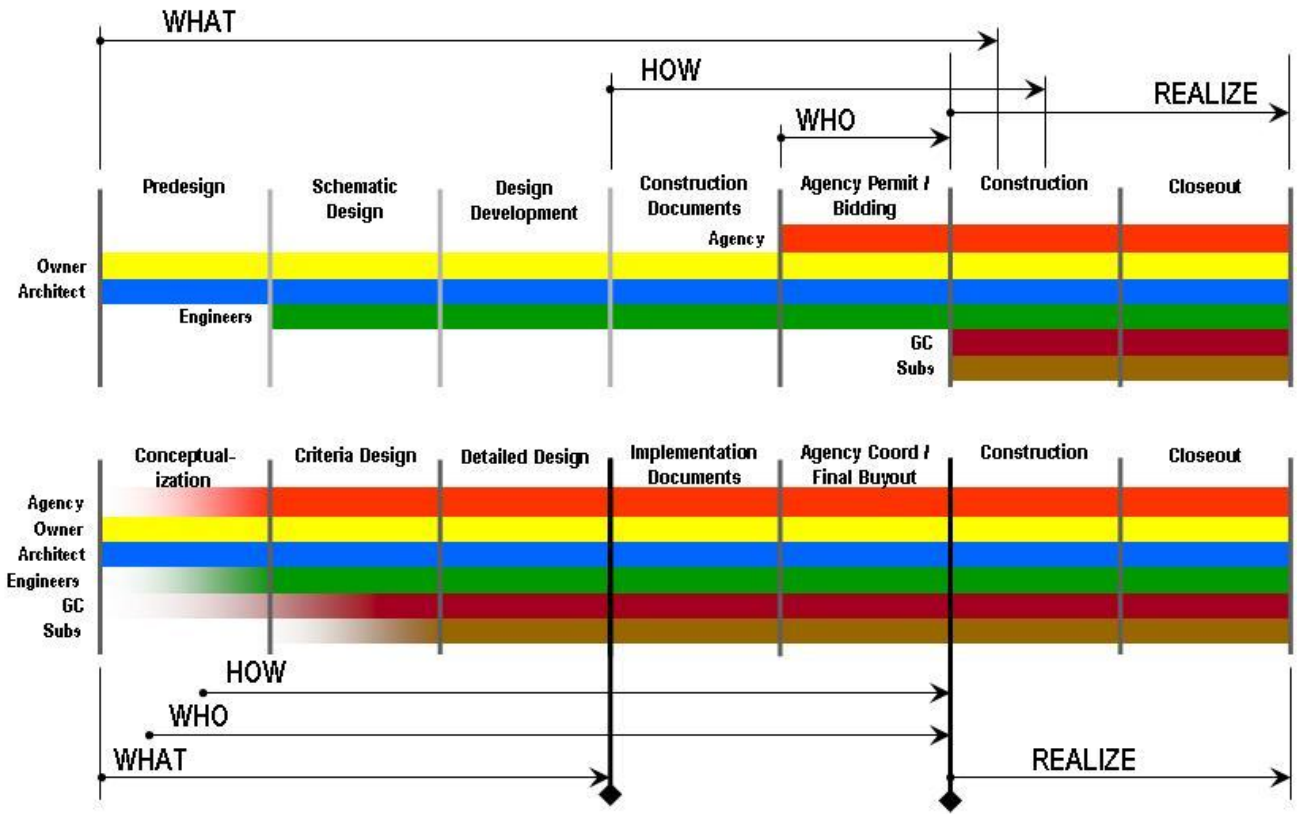 WHAT
HOW
REALIZE
WHO
Predesign
Schematic
Design
Design
Development
Construction
Documents
Agency Permit /
Bidding
Construction
Closeout
Agency
Owner
Architect
Engineers
GC
Subs
Conceptual-
ization
Criteria Design
Detailed Design
Implementation
Documents
Agency Coord /
Final Buyout
Construction
Closeout
Agency
Owner
Architect
Engineers
GC
Subs
HOW
WHO
WHAT
REALIZE